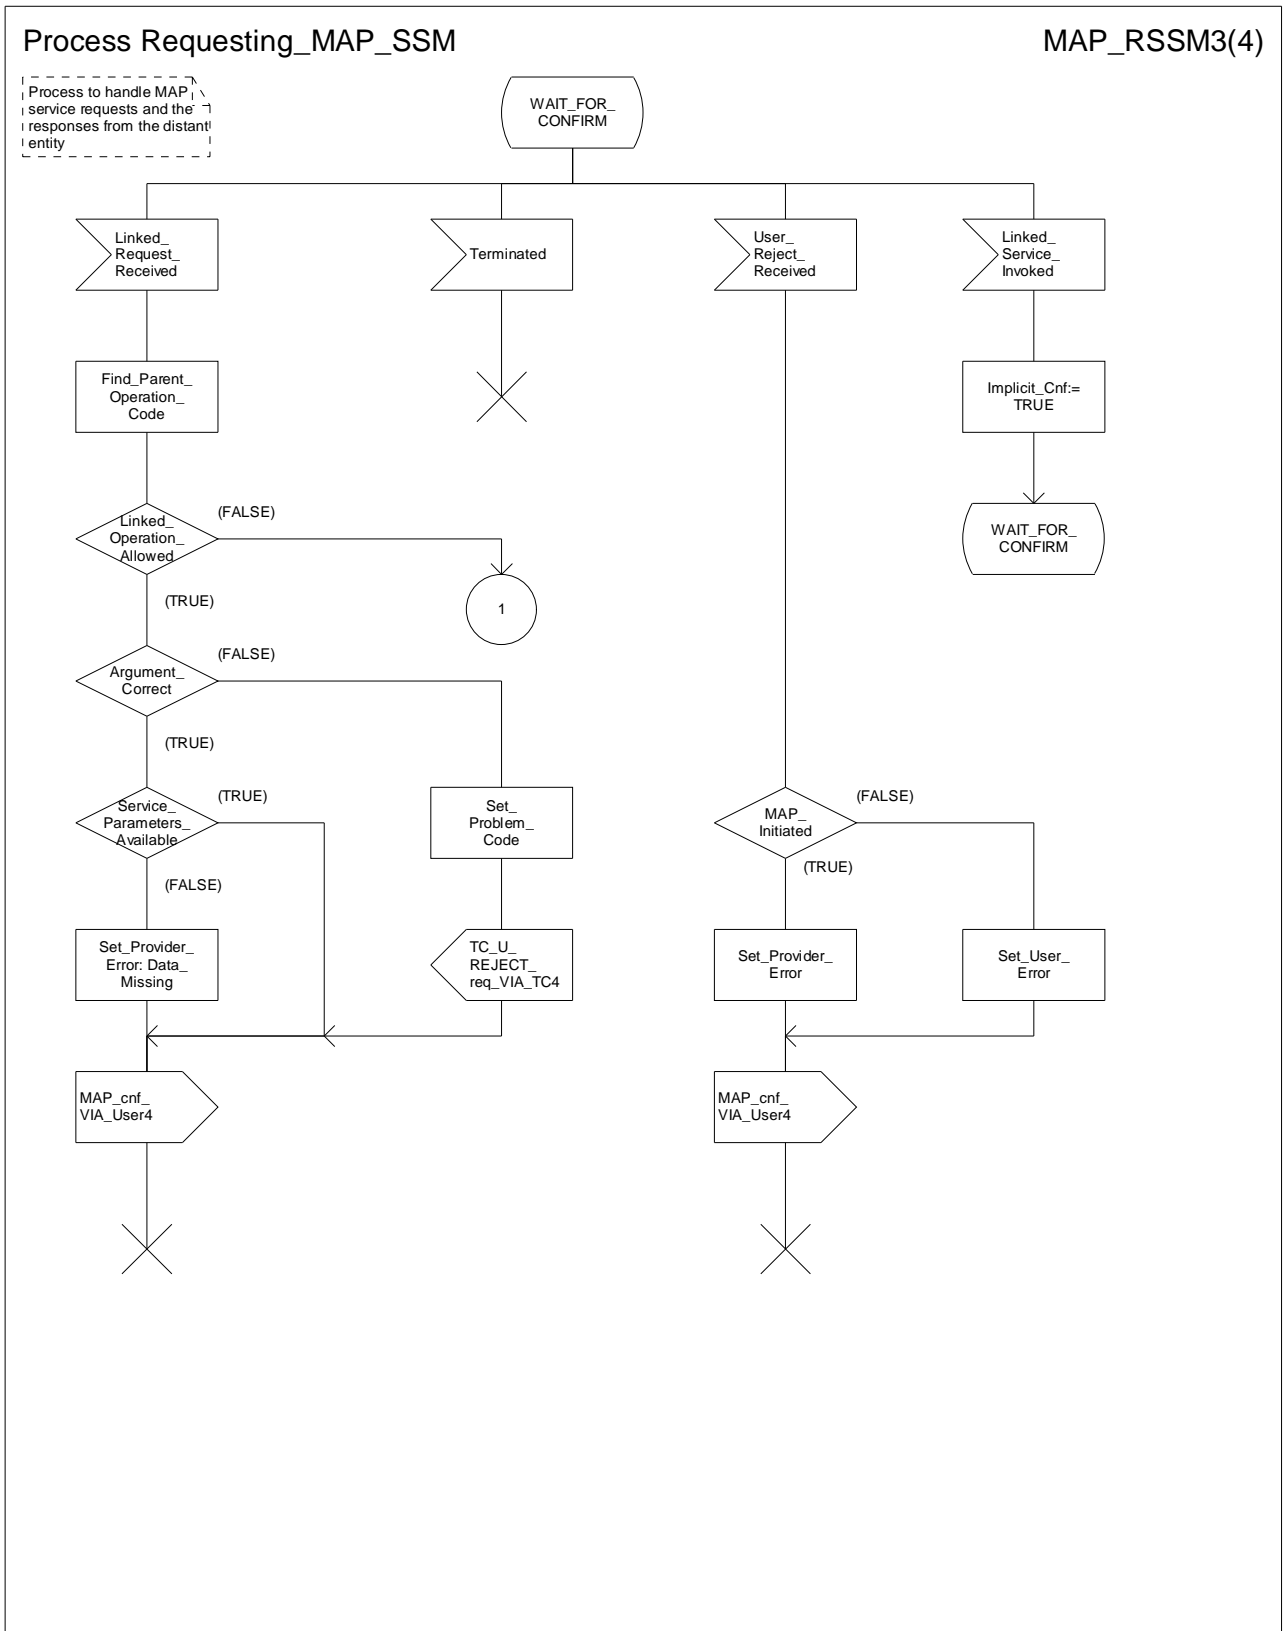 Process Requesting_MAP_SSM
MAP_RSSM3(4)
Process to handle MAP
service requests and the
responses from the distant
entity
WAIT_FOR_
CONFIRM
Linked_
Request_
Received
Terminated
User_
Reject_
Received
Linked_
Service_
Invoked
Find_Parent_
Operation_
Code
Implicit_Cnf:=
TRUE
Linked_
Operation_
Allowed
(FALSE)
WAIT_FOR_
CONFIRM
(TRUE)
1
Argument_
Correct
(FALSE)
(TRUE)
Service_
Parameters_
Available
(TRUE)
Set_
Problem_
Code
MAP_
Initiated
(FALSE)
(FALSE)
(TRUE)
Set_Provider_
Error: Data_
Missing
TC_U_
REJECT_
req_VIA_TC4
Set_Provider_
Error
Set_User_
Error
MAP_cnf_
VIA_User4
MAP_cnf_
VIA_User4